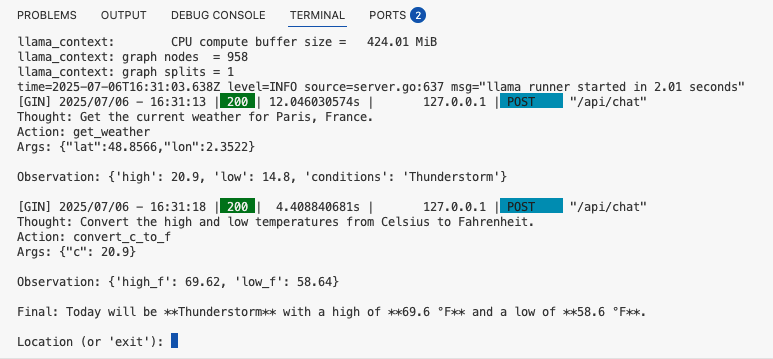 PROBLEMS OUTPUT DEBUG CONSOLE TERMINAL PORTS 2
llama_context: CPU compute buffer size = 424.01 MiB
llama_context: graph nodes = 958
llama_context: graph splits = 1
time=2025-07-06T16:31:03.638Z level=INFO source=server.go:637 msg="llama runner started in 2.01 seconds"
[GIN] 2025/07/06 - 16:31:13 | 200 | 12.046030574s | 127.0.0.1 | POST "/api/chat"
Thought: Get the current weather for Paris, France.
Action: get_weather
Args: {"lat":48.8566,"lon":2.3522}
Observation: {'high': 20.9, 'low': 14.8, 'conditions': 'Thunderstorm'}
[GIN] 2025/07/06 - 16:31:18 | 200 | 4.408840681s | 127.0.0.1 | POST "/api/chat"
Thought: Convert the high and low temperatures from Celsius to Fahrenheit.
Action: convert_c_to_f
Args: {"c": 20.9}
Observation: {'high_f': 69.62, 'low_f': 58.64}
Final: Today will be **Thunderstorm** with a high of **69.6 °F** and a low of **58.6 °F**.
Location (or 'exit'):